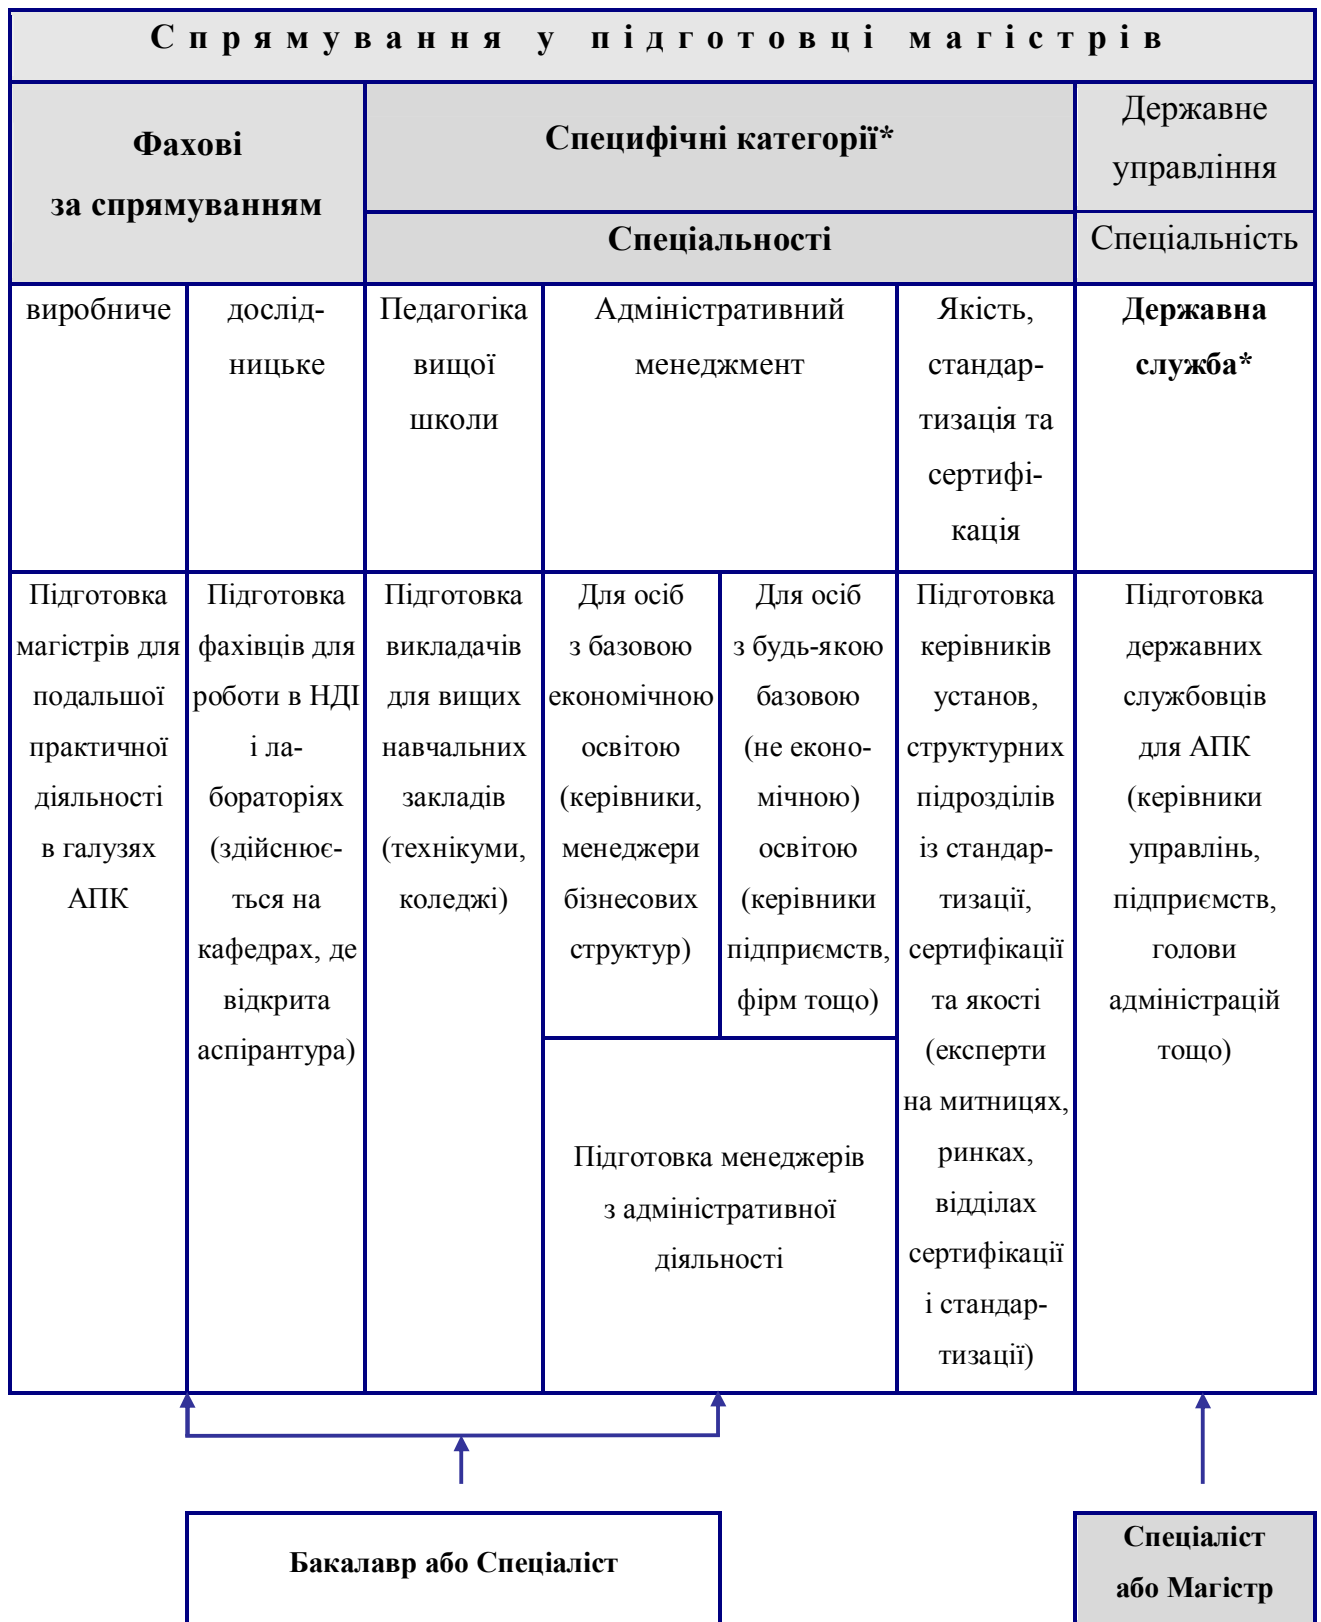 Спрямування у підготовці магістрів
Фахові
за спрямуванням
Специфічні категорії*
Державне
управління
Спеціальності
Спеціальність
виробниче
дослід-
ницьке
Педагогіка
вищої
школи
Адміністративний
менеджмент
Якість,
стандар-
тизація та
сертифі-
кація
Державна
служба*
Підготовка
магістрів для
подальшої
практичної
діяльності
в галузях
АПК
Підготовка
фахівців для
роботи в НДІ
і ла-
бораторіях
(здійснює-
ться на
кафедрах, де
відкрита
аспірантура)
Підготовка
викладачів
для вищих
навчальних
закладів
(технікуми,
коледжі)
Для осіб
з базовою
економічною
освітою
(керівники,
менеджери
бізнесових
структур)
Для осіб
з будь-якою
базовою
(не еконо-
мічною)
освітою
(керівники
підприємств,
фірм тощо)
Підготовка менеджерів
з адміністративної
діяльності
Підготовка
керівників
установ,
структурних
підрозділів
із стандар-
тизації,
сертифікації
та якості
(експерти
на митницях,
ринках,
відділах
сертифікації
і стандар-
тизації)
Підготовка
державних
службовців
для АПК
(керівники
управлінь,
підприємств,
голови
адміністрацій
тощо)
Бакалавр або Спеціаліст
Спеціаліст
або Магістр